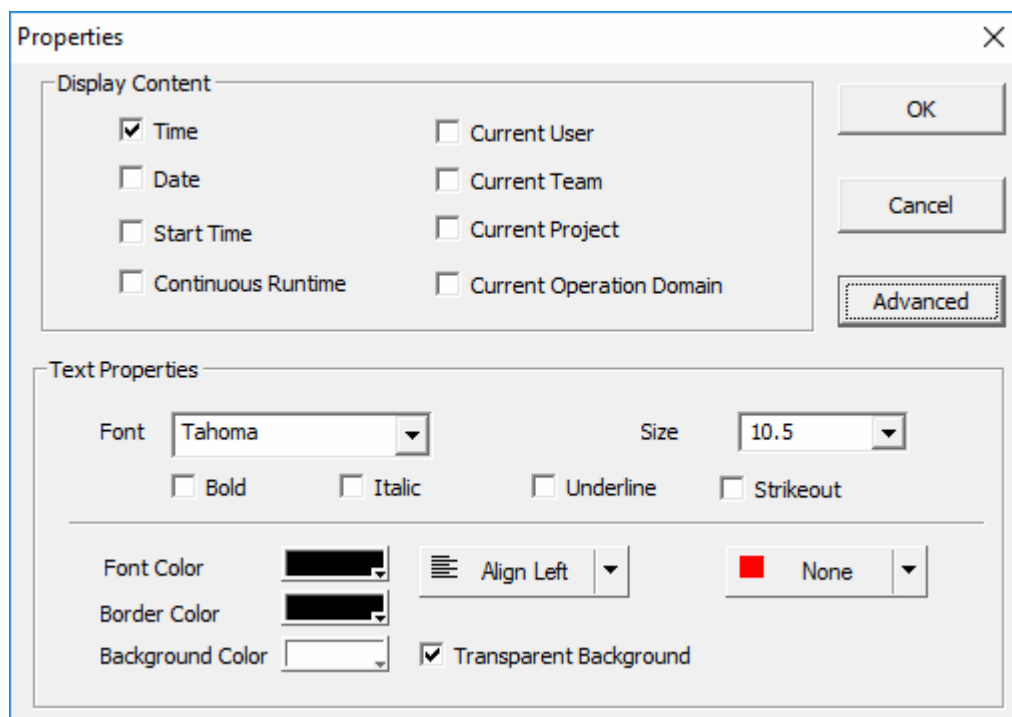 Properties
Display Content
Time
Current User
OK
Date
Current Team
Cancel
Start Time
Current Project
Continuous Runtime
Current Operation Domain
Advanced
Text Properties
Font Tahoma Size 10.5
Bold Italic Underline Strikeout
Font Color Align Left None
Border Color
Background Color Transparent Background